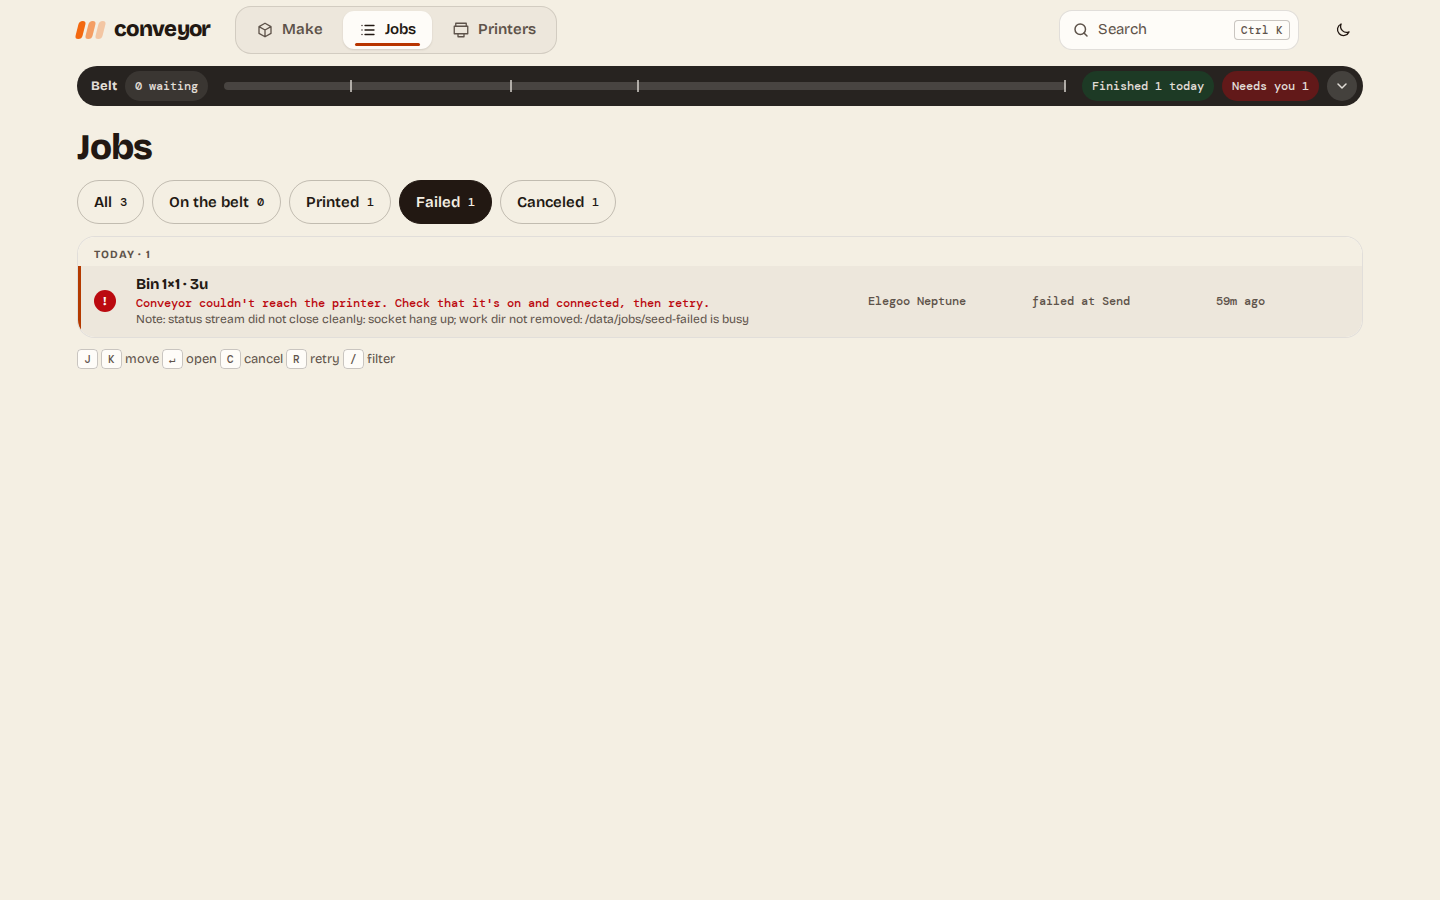 conveyor
Make
Jobs
Printers
Search
Ctrl K
Belt
0 waiting
Finished 1 today
Needs you 1
Jobs
All 3
On the belt 0
Printed 1
Failed 1
Canceled 1
TODAY · 1
!
Bin 1×1 · 3u
Conveyor couldn't reach the printer. Check that it's on and connected, then retry.
Note: status stream did not close cleanly: socket hang up; work dir not removed: /data/jobs/seed-failed is busy
Elegoo Neptune
failed at Send
59m ago
J K move ↵ open C cancel R retry / filter